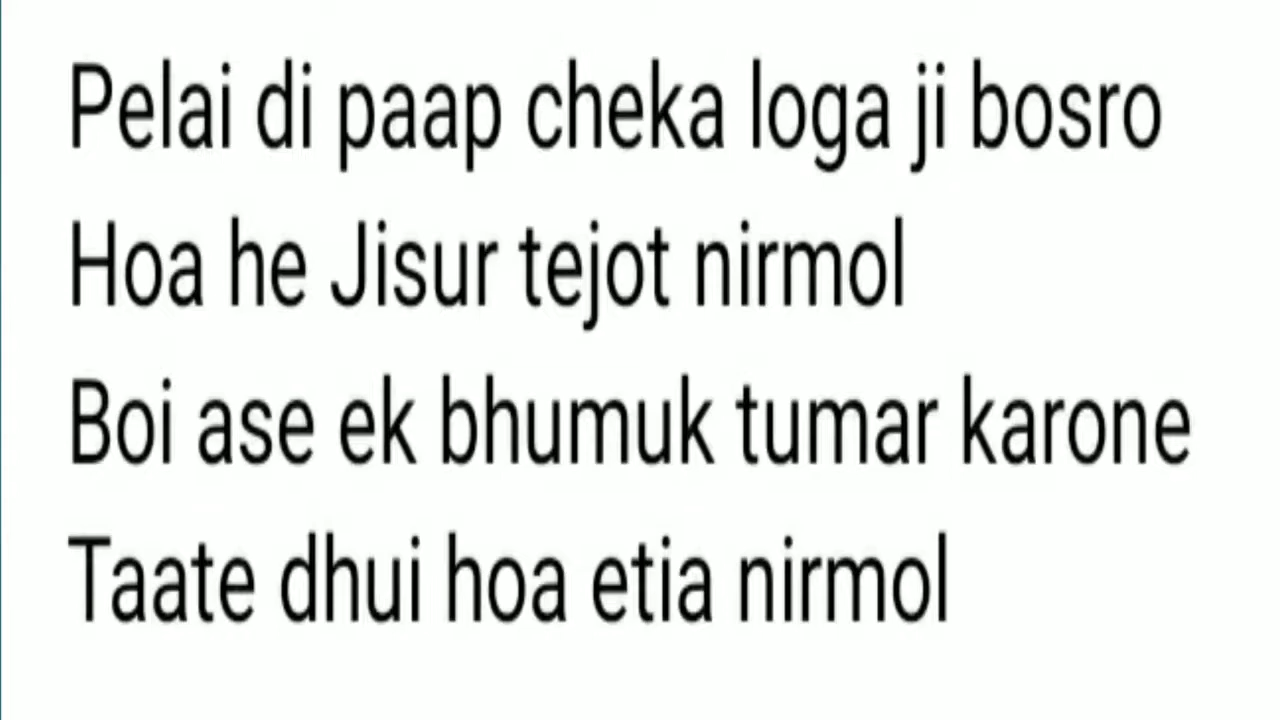 Pelai di paap cheka loga ji bosro
Hoa he Jisur tejot nirmol
Boi ase ek bhumuk tumar karone
Taate dhui hoa etia nirmol